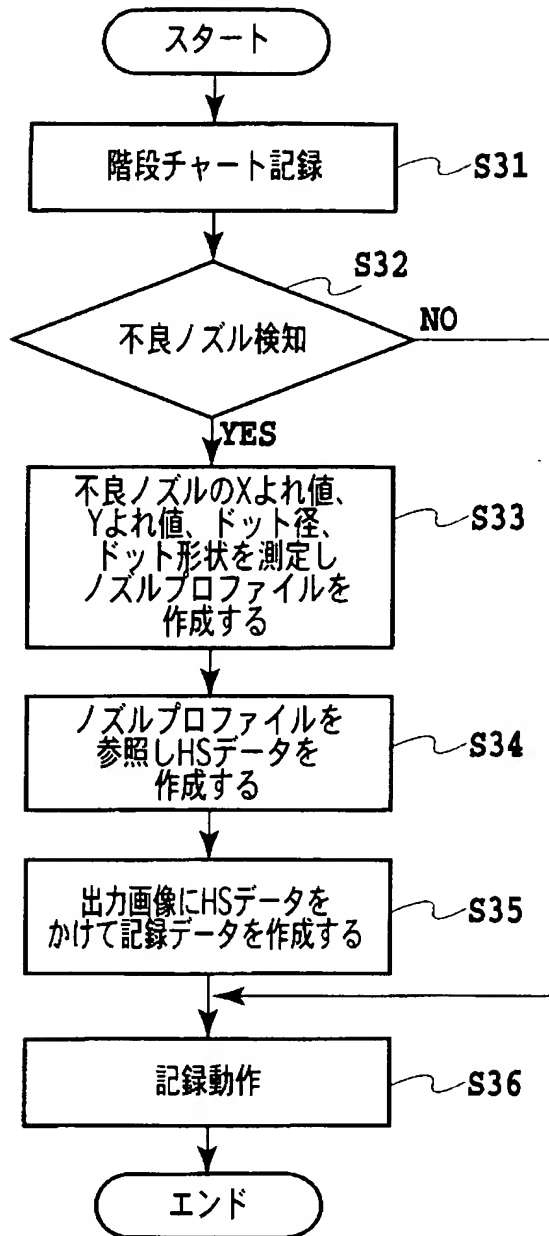 スタート
階段チャート記録
S31
S32
不良ノズル検知
NO
YES
不良ノズルのXよれ値、
Yよれ値、ドット径、
ドット形状を測定し
ノズルプロファイルを
作成する
S33
ノズルプロファイルを
参照しHSデータを
作成する
S34
出力画像にHSデータを
かけて記録データを作成する
S35
記録動作
S36
エンド